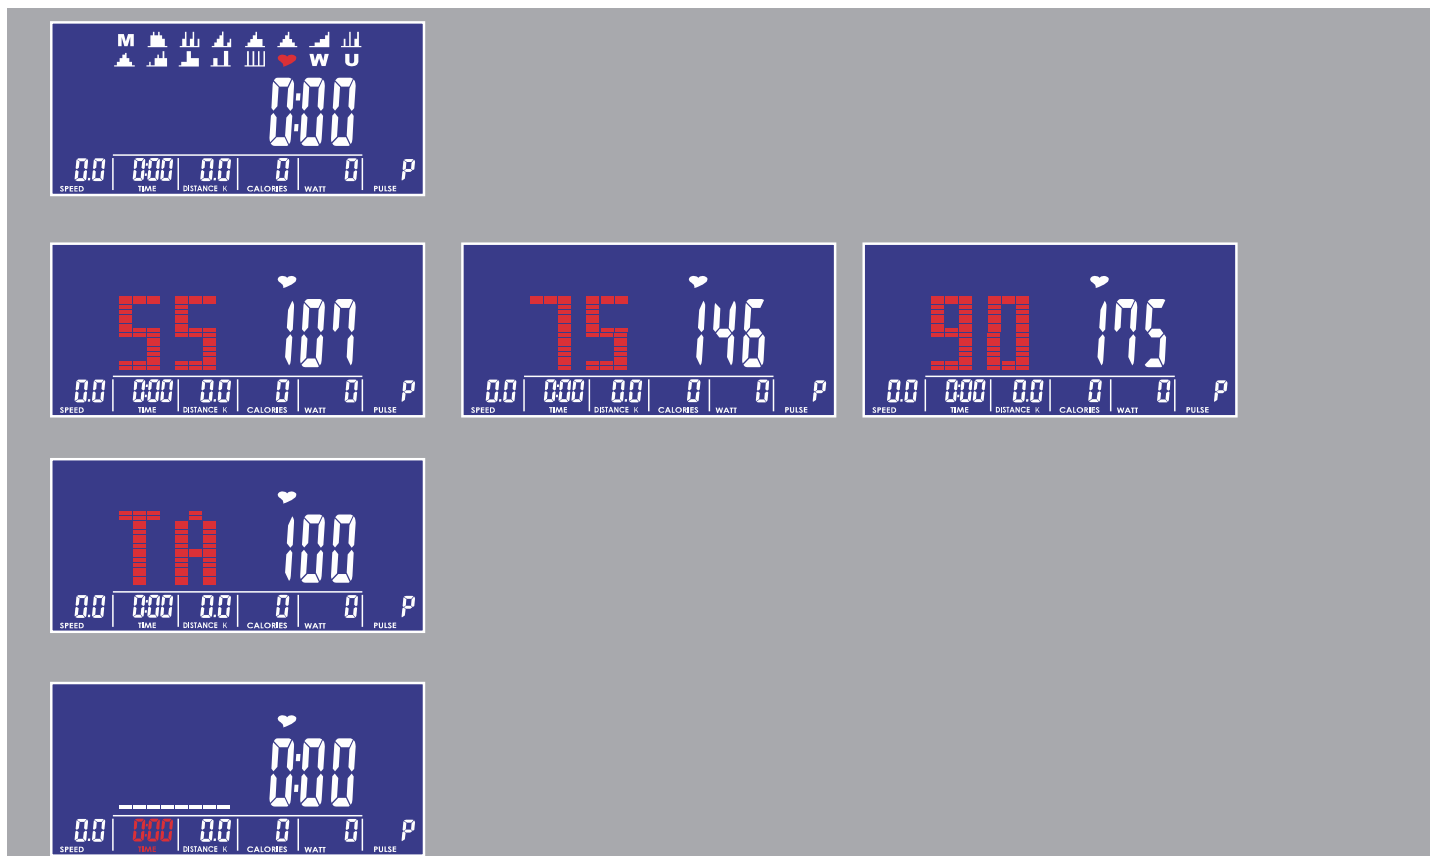 M
W U
0:00
0.0 0:00 0.0 0 0 P
SPEED TIME DISTANCE K CALORIES WATT PULSE
55 107
0.0 0:00 0.0 0 0 P
SPEED TIME DISTANCE K CALORIES WATT PULSE
75 146
0.0 0:00 0.0 0 0 P
SPEED TIME DISTANCE K CALORIES WATT PULSE
90 175
0.0 0:00 0.0 0 0 P
SPEED TIME DISTANCE K CALORIES WATT PULSE
TA 100
0.0 0:00 0.0 0 0 P
SPEED TIME DISTANCE K CALORIES WATT PULSE
0:00
0.0 0:00 0.0 0 0 P
SPEED TIME DISTANCE K CALORIES WATT PULSE